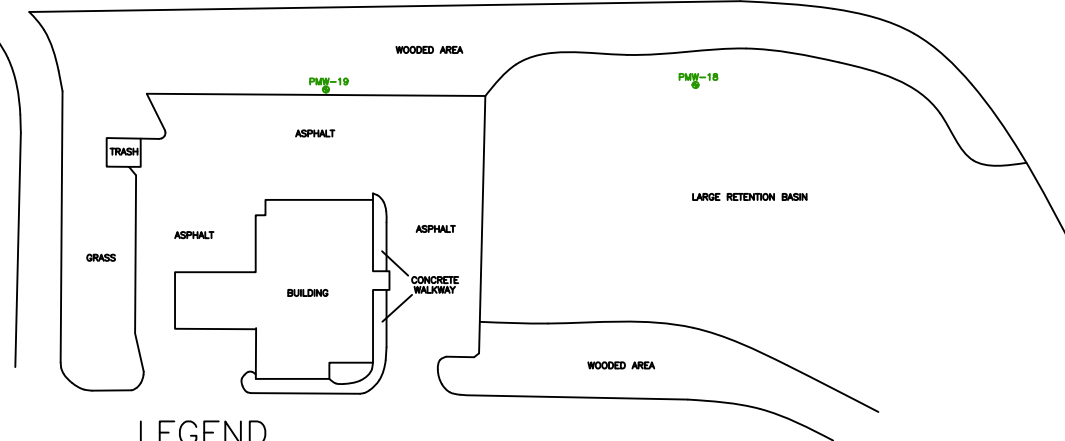 WOODED AREA
PMW-19
PMW-18
ASPHALT
TRASH
LARGE RETENTION BASIN
ASPHALT
ASPHALT
GRASS
CONCRETE
WALKWAY
BUILDING
WOODED AREA
LEGEND